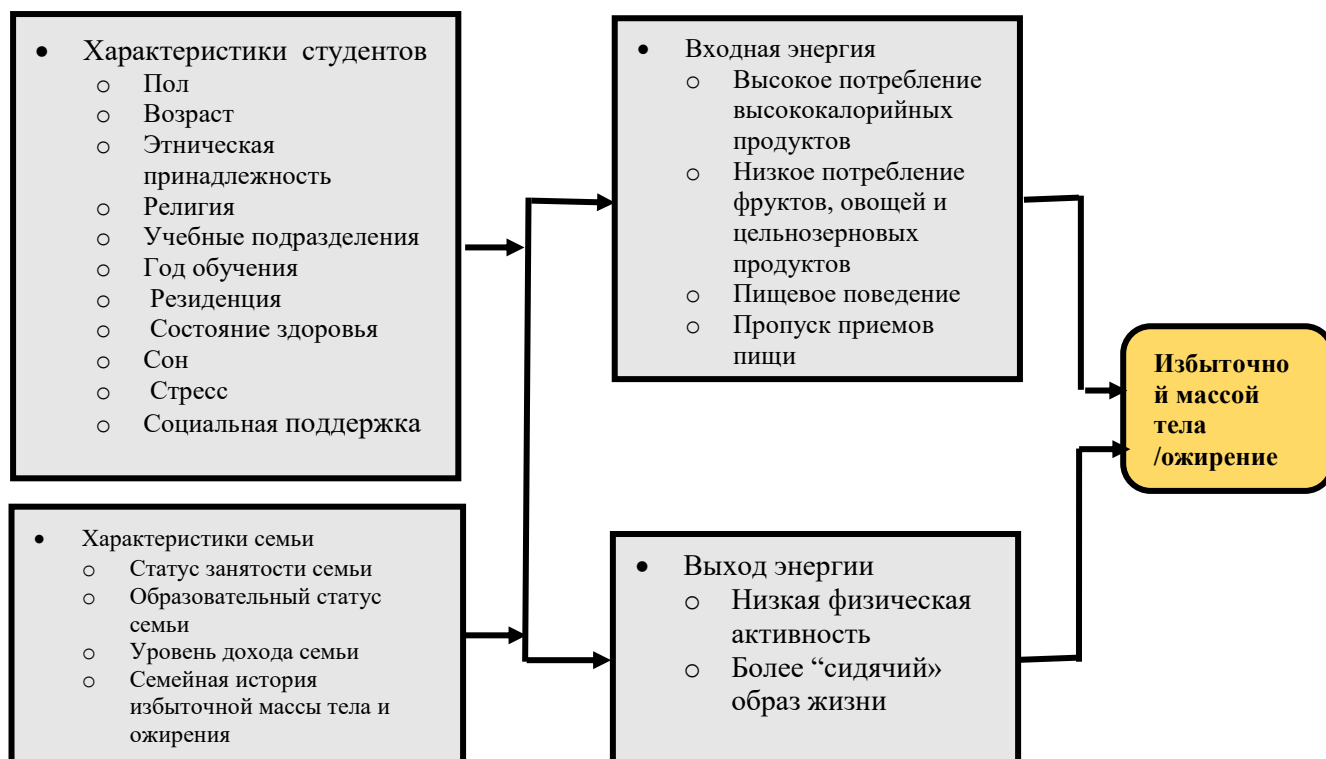 • Характеристики студентов
o Пол
o Возраст
o Этническая
принадлежность
o Религия
o Учебные подразделения
o Год обучения
o Резиденция
o Состояние здоровья
o Сон
o Стресс
o Социальная поддержка
• Характеристики семьи
o Статус занятости семьи
o Образовательный статус
семьи
o Уровень дохода семьи
o Семейная история
избыточной массы тела и
ожирения
• Входная энергия
o Высокое потребление
высококалорийных
продуктов
o Низкое потребление
фруктов, овощей и
цельнозерновых
продуктов
o Пищевое поведение
o Пропуск приемов
пищи
• Выход энергии
o Низкая физическая
активность
o Более “сидячий»
образ жизни
Избыточно
й массой
тела
/ожирение